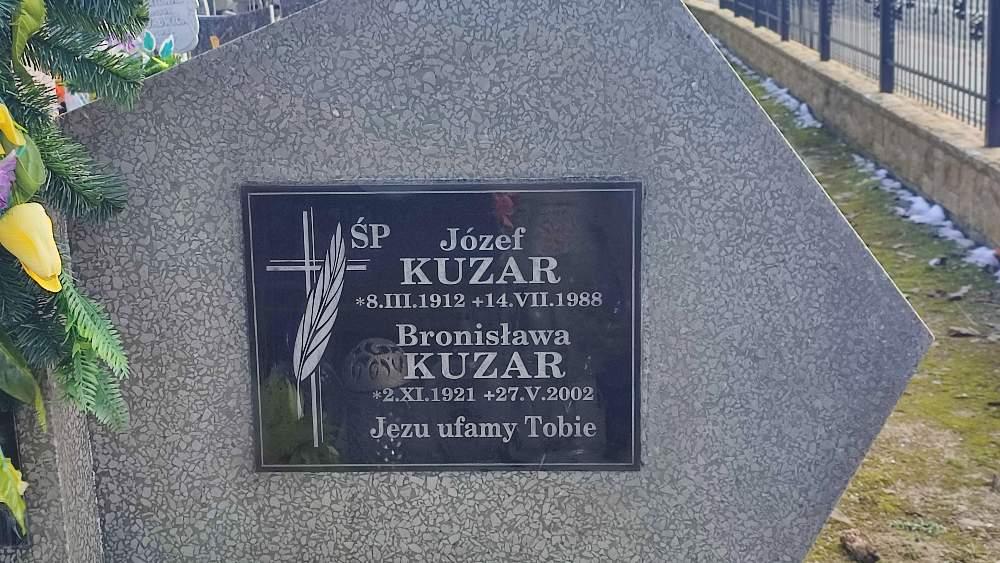 ŚP Józef
KUZAR
*8.III.1912 +14.VII.1988
Bronisława
KUZAR
*2.XI.1921 +27.V.2002
Jezu ufamy Tobie